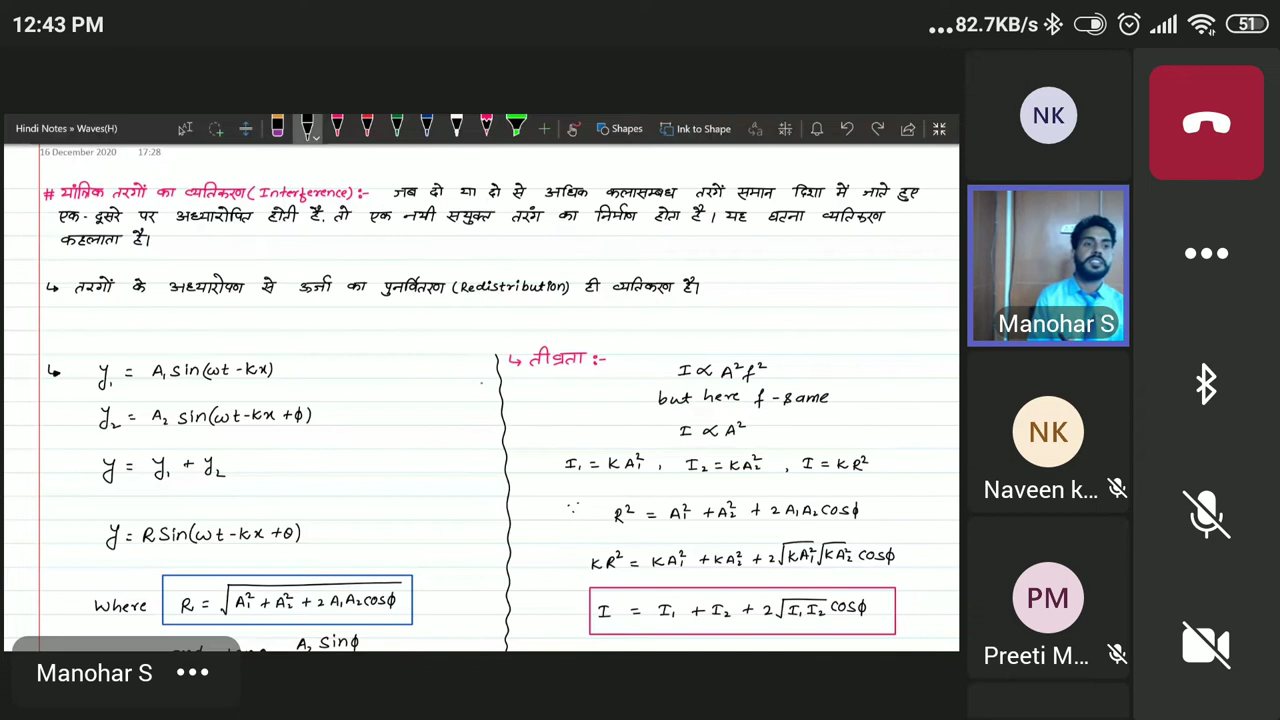 12:43 PM
...82.7KB/s
51
Hindi Notes » Waves(H)
Shapes
Ink to Shape
16 December 2020 17:28
# यांत्रिक तरंगों का व्यतिकरण (Interference) :- जब दो या दो से अधिक कलासम्बध तरंगें समान दिशा में जाते हुए
एक-दूसरे पर अध्यारोपित होती हैं, तो एक नयी सयुक्त तरंग का निर्माण होता है। यह घटना व्यतिकरण
कहलाता है।
↳ तरगों के अध्यारोपण से ऊर्जा का पुनर्वितरण (Redistribution) ही व्यतिकरण है।
↳ y₁ = A₁ sin(ωt - kx)
y₂ = A₂ sin(ωt - kx + ϕ)
y = y₁ + y₂
y = R Sin(ωt - kx + θ)
where R = √(A₁² + A₂² + 2A₁A₂cosϕ)
A₂ Sinϕ
↳ तीव्रता :-
I ∝ A²f²
but here f - same
I ∝ A²
I₁ = KA₁² , I₂ = KA₂² , I = KR²
∵ R² = A₁² + A₂² + 2A₁A₂cosϕ
KR² = KA₁² + KA₂² + 2√KA₁² √KA₂² cosϕ
I = I₁ + I₂ + 2√I₁I₂ cosϕ
Manohar S
NK
Manohar S
NK
Naveen k...
PM
Preeti M...